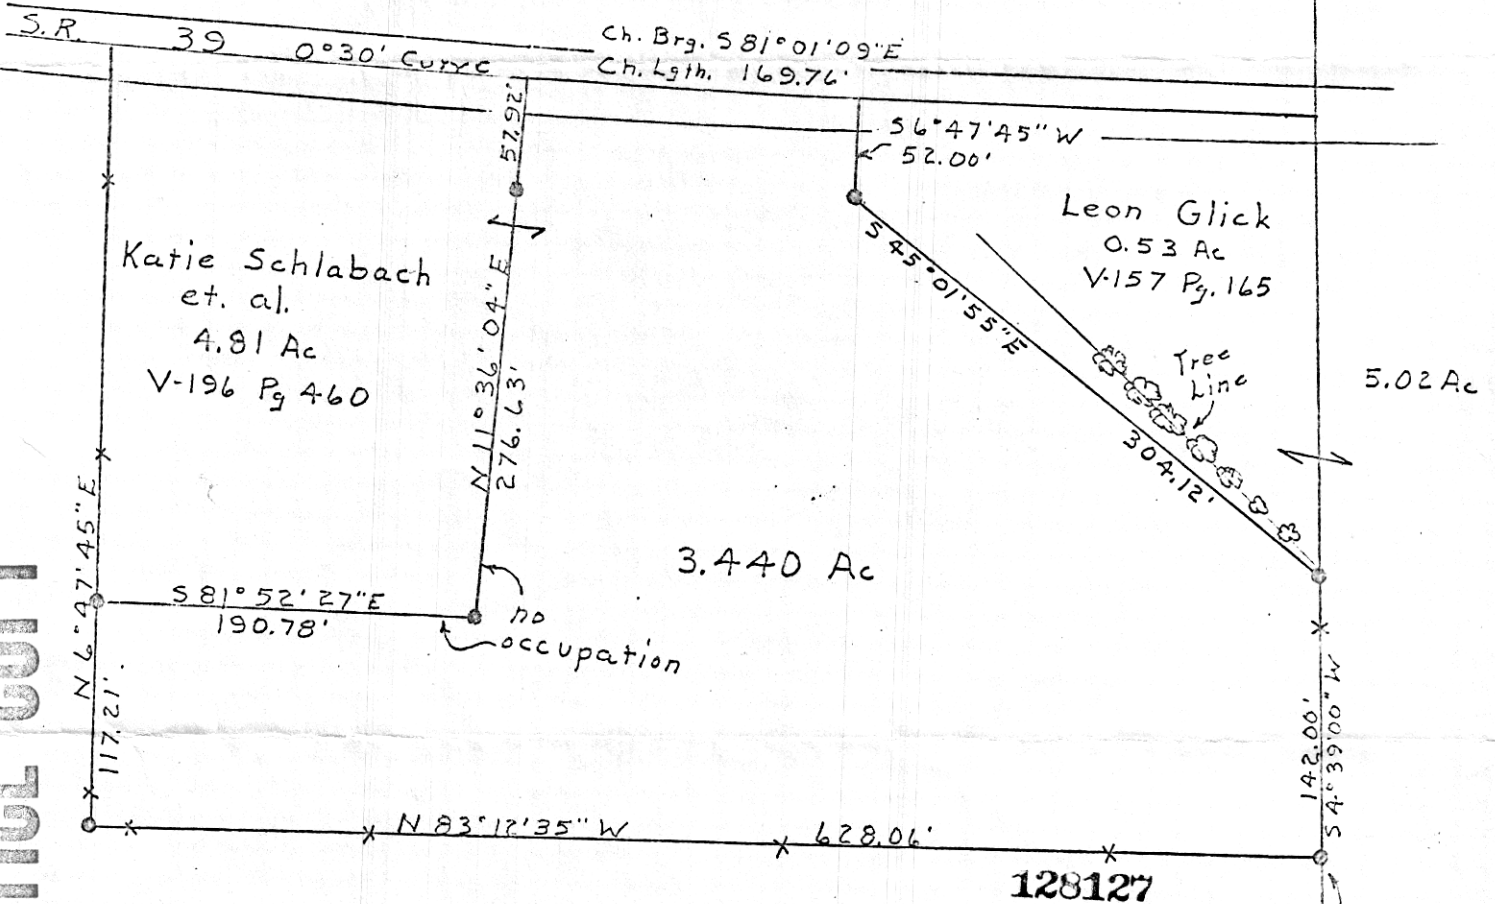 S.R. 39 0°30' Curve
Ch. Brg. S 81°01'09"E
Ch. Lgth. 169.76'
57.92'
S 6°47'45" W
52.00'
Leon Glick
0.53 Ac
V-157 Pg. 165
Katie Schlabach
et. al.
4.81 Ac
V-196 Pg 460
N 11°36'04"E
276.63'
S 45°01'55"E
304.12'
Tree
Line
5.02 Ac
3.440 Ac
S 81°52'27"E
190.78'
no
occupation
N 6°47'45"E
117.21'
142.00'
S 4°39'00" W
N 83°12'35" W 628.06'
128127